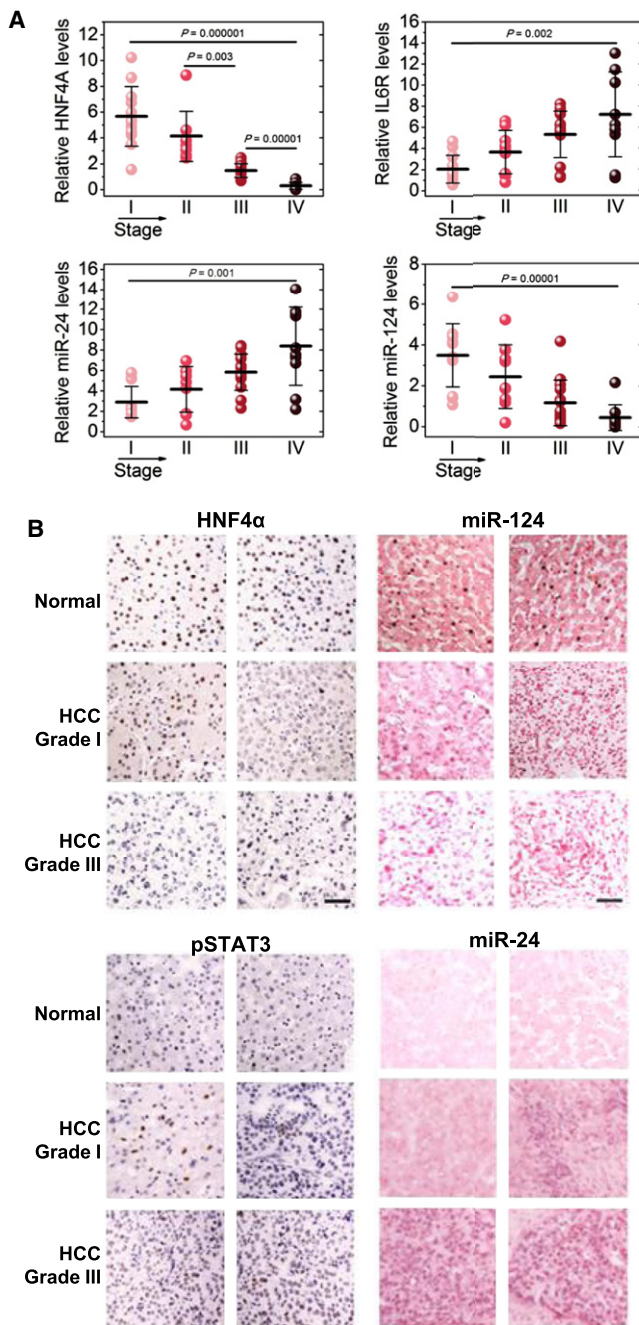 A
Relative HNF4A levels
12
10
8
6
4
2
0
P = 0.000001
P = 0.003
P = 0.00001
I II III IV
Stage
Relative IL6R levels
16
14
12
10
8
6
4
2
0
P = 0.002
I II III IV
Stage
Relative miR-24 levels
16
14
12
10
8
6
4
2
0
P = 0.001
I II III IV
Stage
Relative miR-124 levels
8
6
4
2
0
P = 0.00001
I II III IV
Stage
B
HNF4α miR-124
Normal
HCC
Grade I
HCC
Grade III
pSTAT3 miR-24
Normal
HCC
Grade I
HCC
Grade III